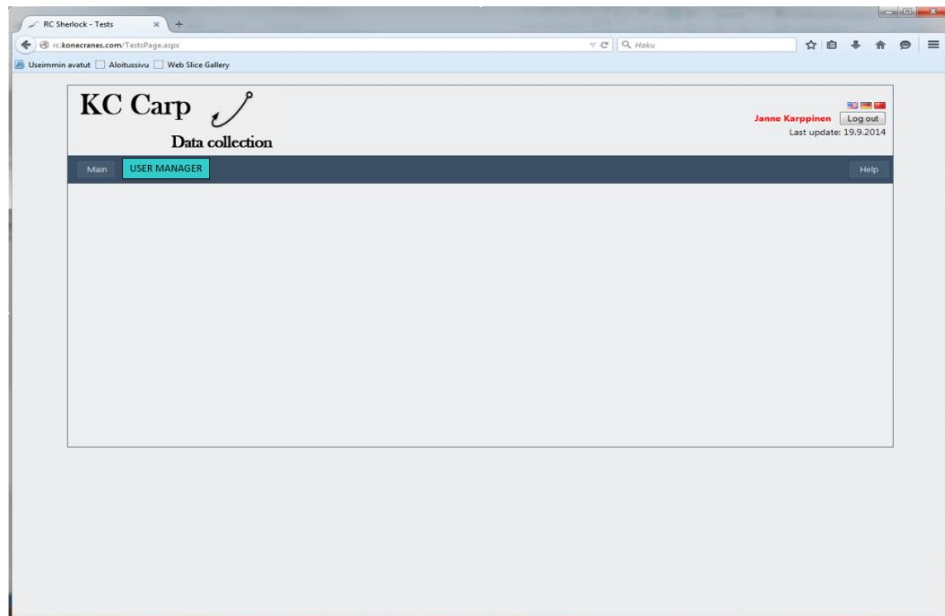 RC Sherlock - Tests
rc.konecranes.com/TestsPage.aspx
Haku
Useimmin avatut Aloitussivu Web Slice Gallery
KC Carp
Data collection
Janne Karppinen Log out
Last update: 19.9.2014
Main USER MANAGER Help